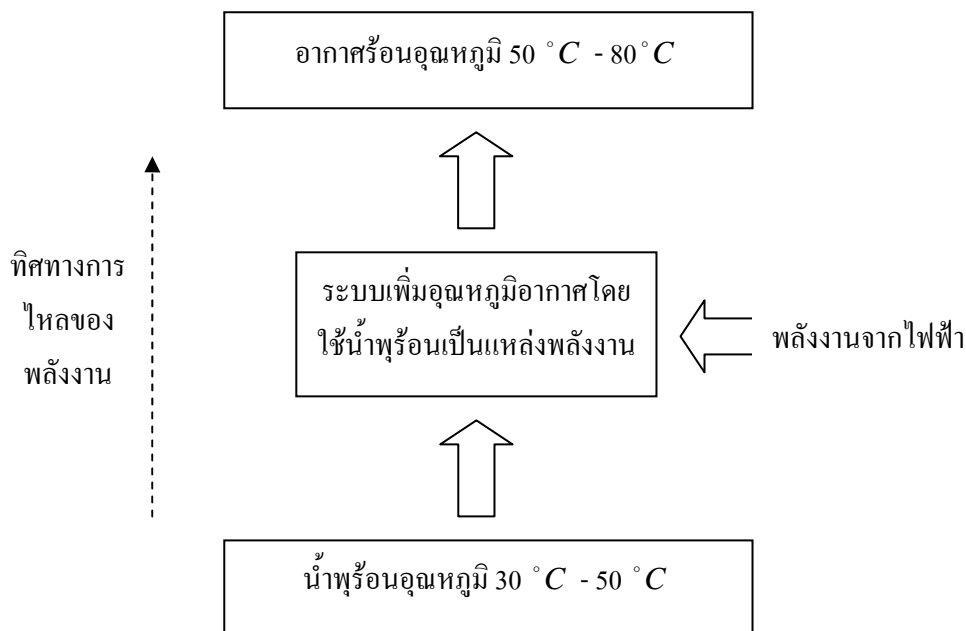 อากาศร้อนอุณหภูมิ 50 °C - 80°C
ทิศทางการ
ไหลของ
พลังงาน
ระบบเพิ่มอุณหภูมิอากาศโดย
ใช้น้ำพุร้อนเป็นแหล่งพลังงาน
พลังงานจากไฟฟ้า
น้ำพุร้อนอุณหภูมิ 30 °C - 50 °C